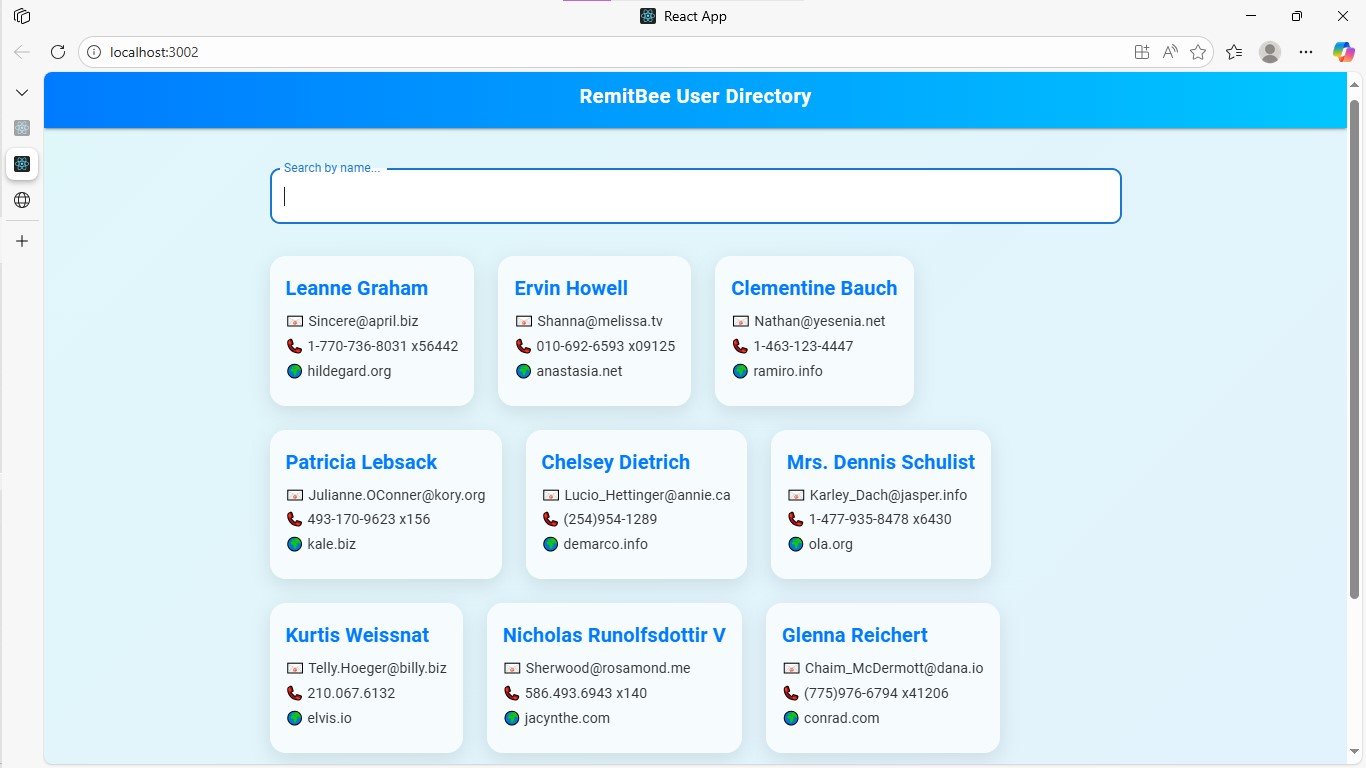 React App
localhost:3002
RemitBee User Directory
Search by name...
Leanne Graham
Sincere@april.biz
1-770-736-8031 x56442
hildegard.org
Ervin Howell
Shanna@melissa.tv
010-692-6593 x09125
anastasia.net
Clementine Bauch
Nathan@yesenia.net
1-463-123-4447
ramiro.info
Patricia Lebsack
Julianne.OConner@kory.org
493-170-9623 x156
kale.biz
Chelsey Dietrich
Lucio_Hettinger@annie.ca
(254)954-1289
demarco.info
Mrs. Dennis Schulist
Karley_Dach@jasper.info
1-477-935-8478 x6430
ola.org
Kurtis Weissnat
Telly.Hoeger@billy.biz
210.067.6132
elvis.io
Nicholas Runolfsdottir V
Sherwood@rosamond.me
586.493.6943 x140
jacynthe.com
Glenna Reichert
Chaim_McDermott@dana.io
(775)976-6794 x41206
conrad.com